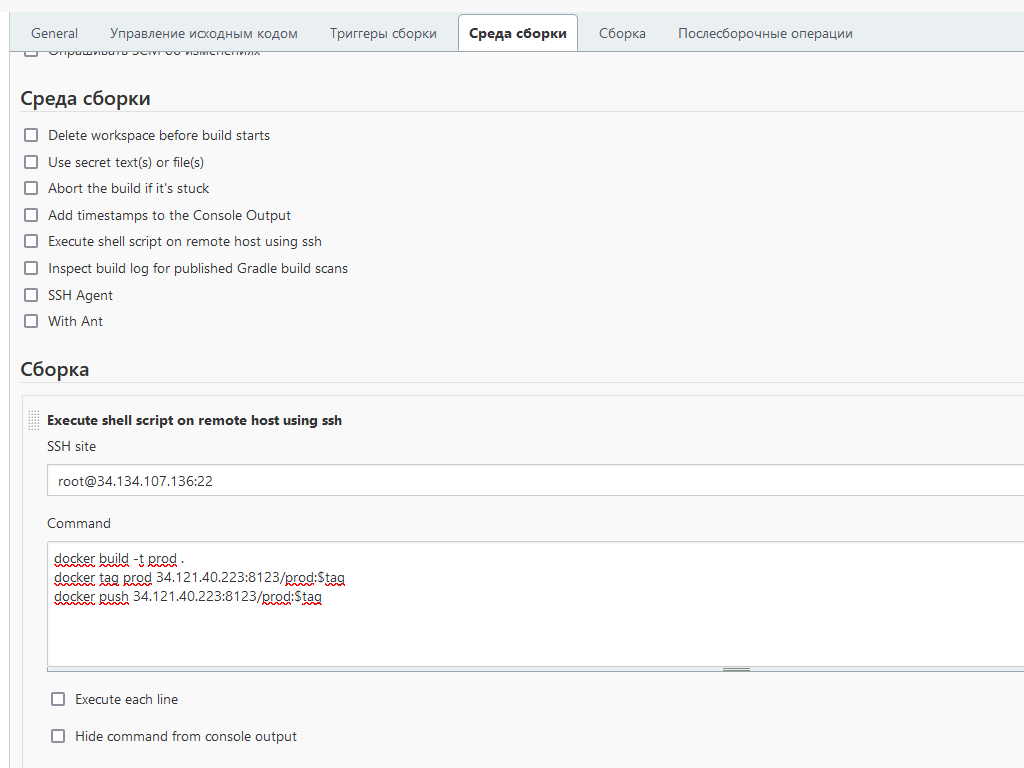 General Управление исходным кодом Триггеры сборки Среда сборки Сборка Послесборочные операции
Опрашивать SCM об изменениях
Среда сборки
Delete workspace before build starts
Use secret text(s) or file(s)
Abort the build if it's stuck
Add timestamps to the Console Output
Execute shell script on remote host using ssh
Inspect build log for published Gradle build scans
SSH Agent
With Ant
Сборка
Execute shell script on remote host using ssh
SSH site
root@34.134.107.136:22
Command
docker build -t prod .
docker tag prod 34.121.40.223:8123/prod:$tag
docker push 34.121.40.223:8123/prod:$tag
Execute each line
Hide command from console output